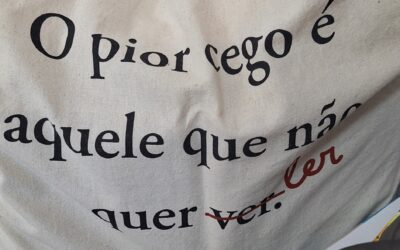 O pior cego é
aquele que não
quer ver. ler